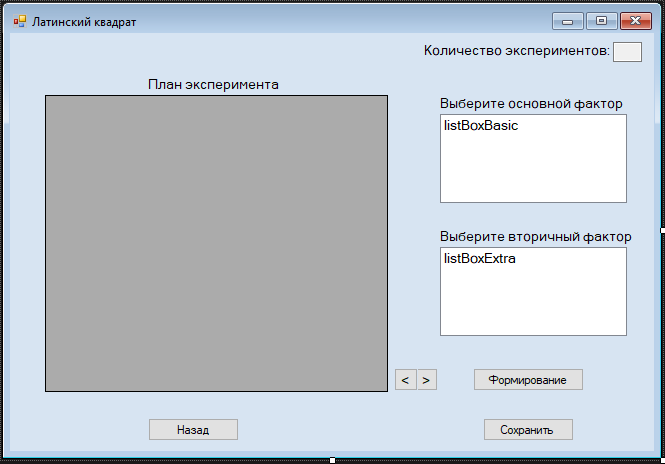 Латинский квадрат
Количество экспериментов:
План эксперимента
Выберите основной фактор
listBoxBasic
Выберите вторичный фактор
listBoxExtra
< >
Формирование
Назад
Сохранить